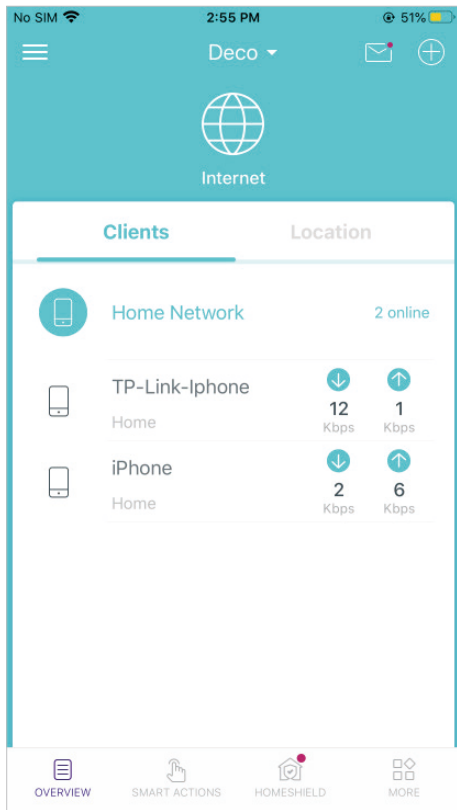 No SIM 2:55 PM 51%
Deco
Internet
Clients Location
Home Network 2 online
TP-Link-Iphone
12 1
Home Kbps Kbps
iPhone
2 6
Home Kbps Kbps
OVERVIEW SMART ACTIONS HOMESHIELD MORE